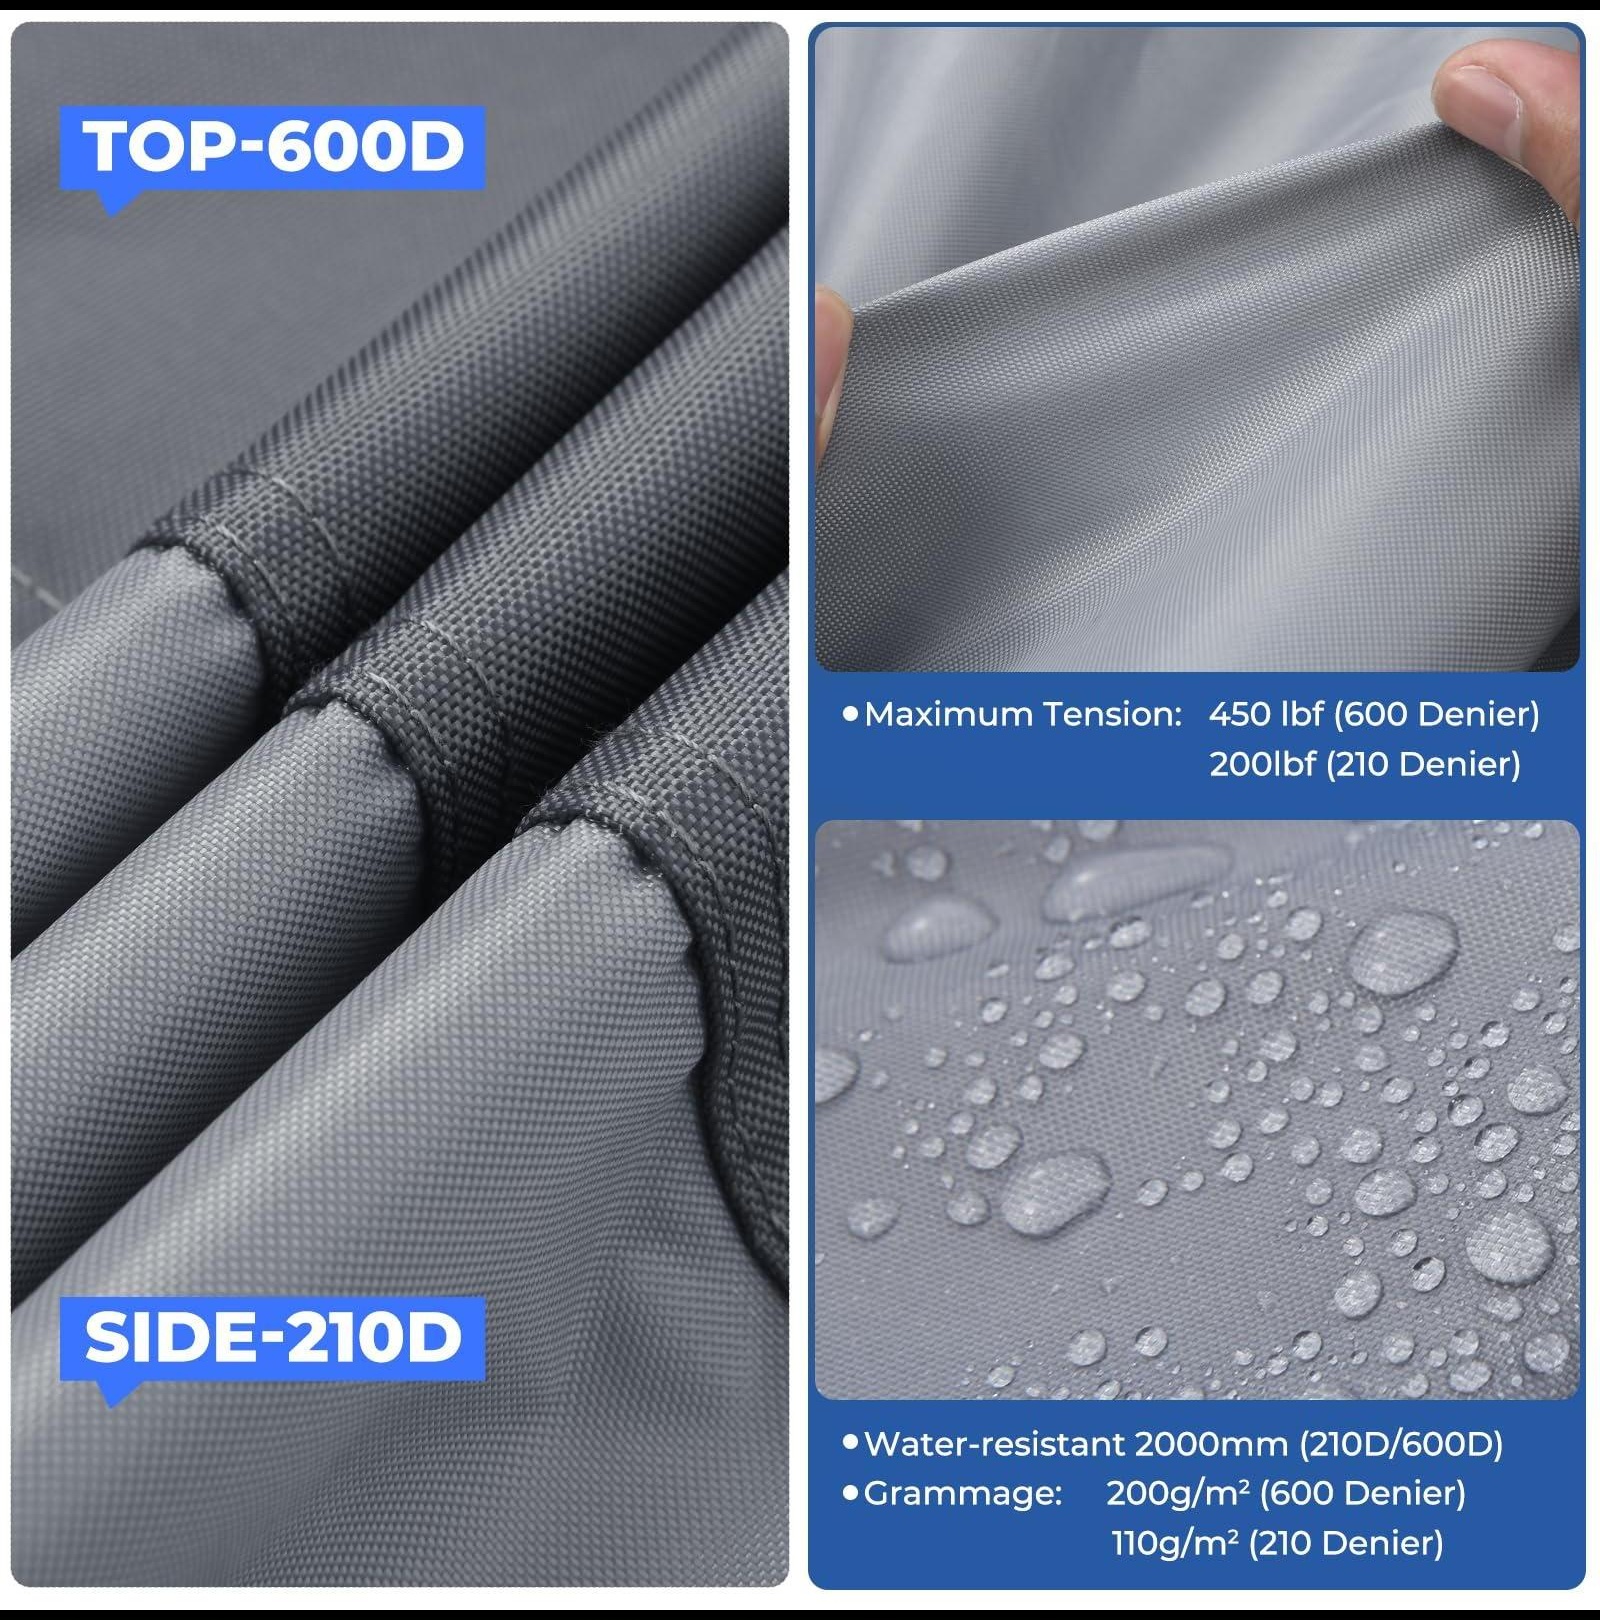 TOP-600D
SIDE-210D
●Maximum Tension: 450 lbf (600 Denier)
200lbf (210 Denier)
●Water-resistant 2000mm (210D/600D)
●Grammage: 200g/m² (600 Denier)
110g/m² (210 Denier)